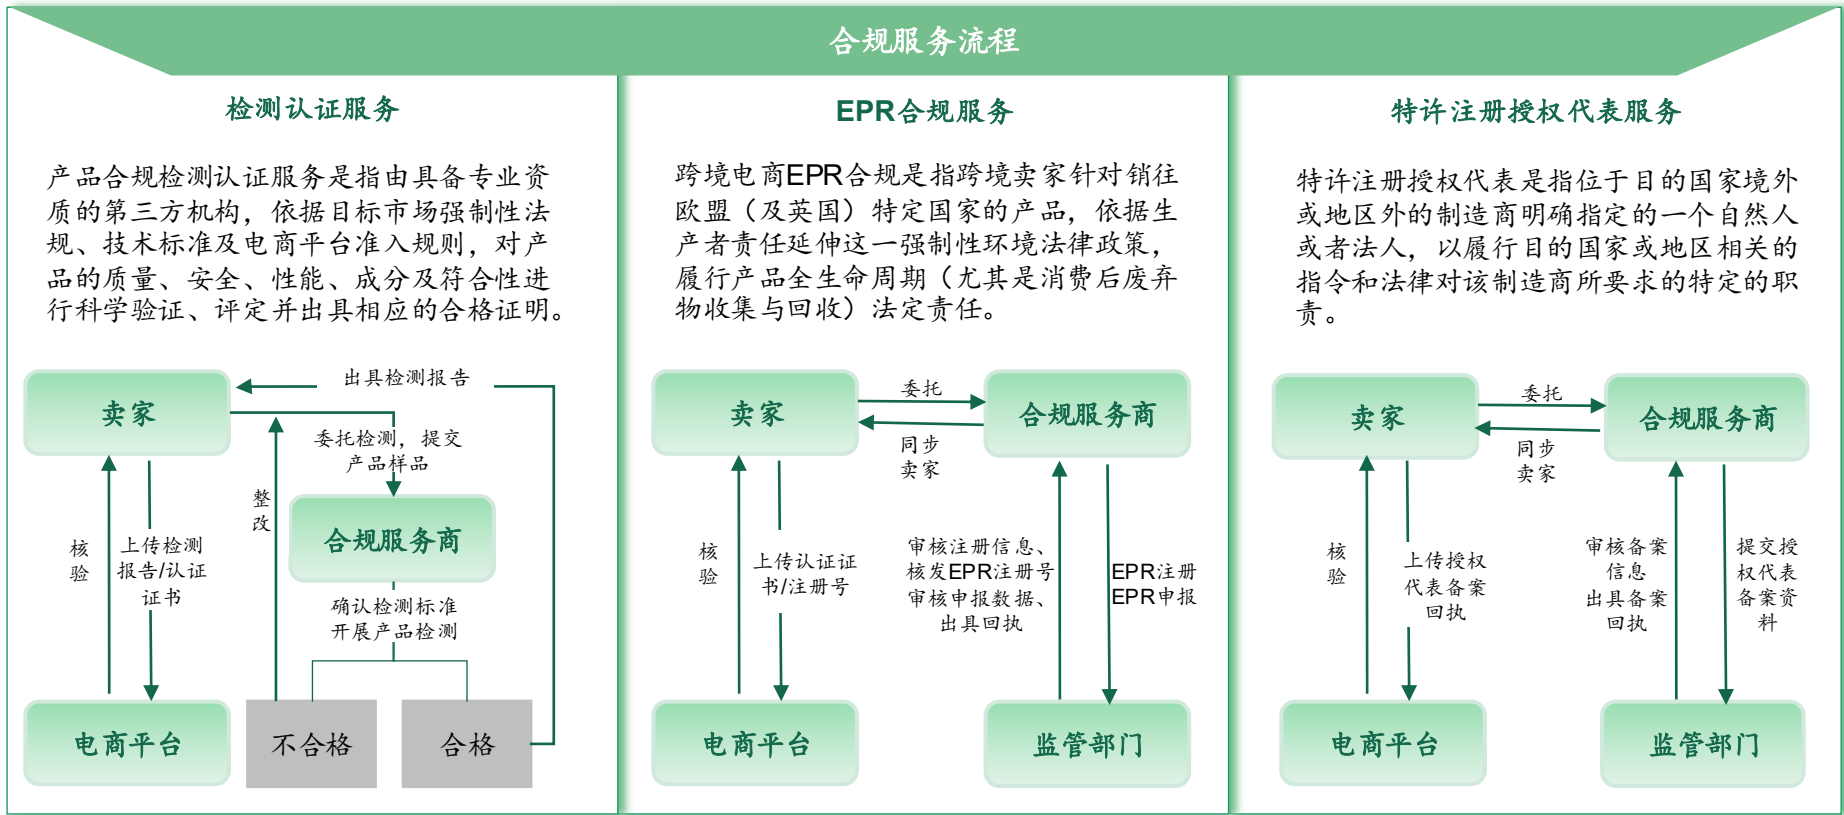 合规服务流程
检测认证服务
产品合规检测认证服务是指由具备专业资
质的第三方机构，依据目标市场强制性法
规、技术标准及电商平台准入规则，对产
品的质量、安全、性能、成分及符合性进
行科学验证、评定并出具相应的合格证明。
出具检测报告
卖家
委托检测，提交
产品样品
整
改
合规服务商
核
验
上传检测
报告/认证
证书
确认检测标准
开展产品检测
电商平台
不合格
合格
EPR合规服务
跨境电商EPR合规是指跨境卖家针对销往
欧盟（及英国）特定国家的产品，依据生
产者责任延伸这一强制性环境法律政策，
履行产品全生命周期（尤其是消费后废弃
物收集与回收）法定责任。
卖家
委托
合规服务商
同步
卖家
核
验
上传认证证
书/注册号
审核注册信息、
核发EPR注册号
审核申报数据、
出具回执
EPR注册
EPR申报
电商平台
监管部门
特许注册授权代表服务
特许注册授权代表是指位于目的国家境外
或地区外的制造商明确指定的一个自然人
或者法人，以履行目的国家或地区相关的
指令和法律对该制造商所要求的特定的职
责。
卖家
委托
合规服务商
同步
卖家
核
验
上传授权
代表备案
回执
审核备案
信息
出具备案
回执
提交授
权代表
备案资
料
电商平台
监管部门